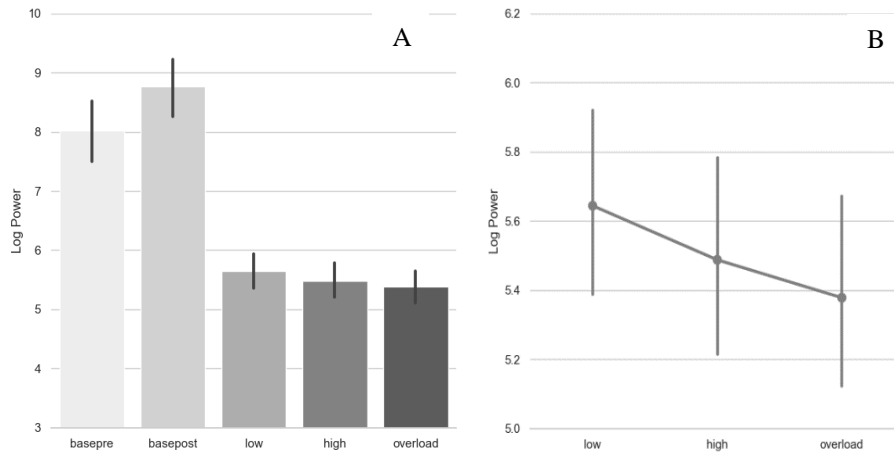 A
10
9
8
7
6
5
4
3
Log Power
basepre basepost low high overload
B
6.2
6.0
5.8
5.6
5.4
5.2
5.0
Log Power
low high overload